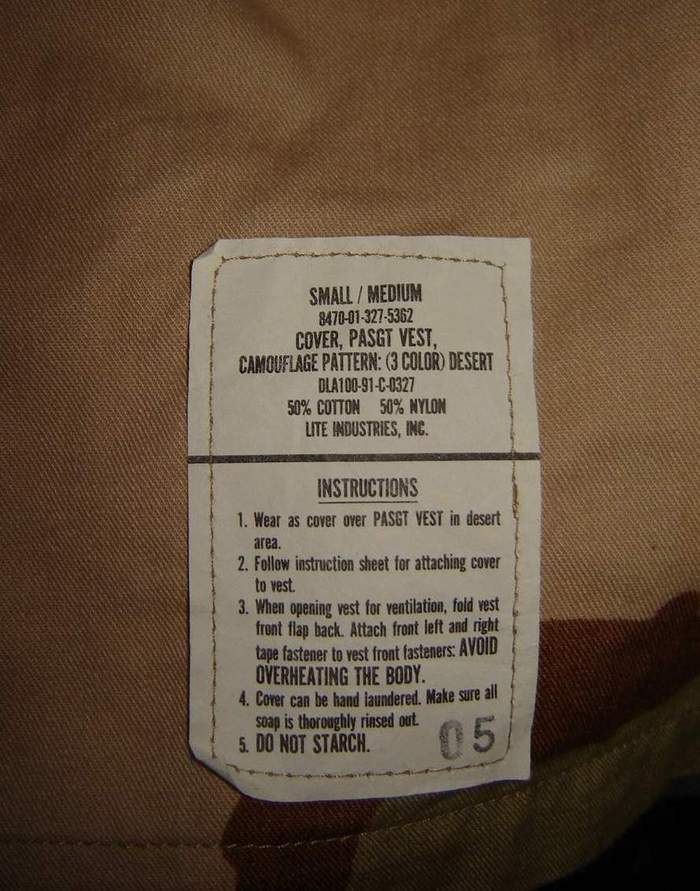 SMALL / MEDIUM
8470-01-327-5362
COVER, PASGT VEST,
CAMOUFLAGE PATTERN: (3 COLOR) DESERT
DLA100-91-C-0327
50% COTTON 50% NYLON
LITE INDUSTRIES, INC.
INSTRUCTIONS
1. Wear as cover over PASGT VEST in desert
area.
2. Follow instruction sheet for attaching cover
to vest.
3. When opening vest for ventilation, fold vest
front flap back. Attach front left and right
tape fastener to vest front fasteners: AVOID
OVERHEATING THE BODY.
4. Cover can be hand laundered. Make sure all
soap is thoroughly rinsed out.
5. DO NOT STARCH.
05